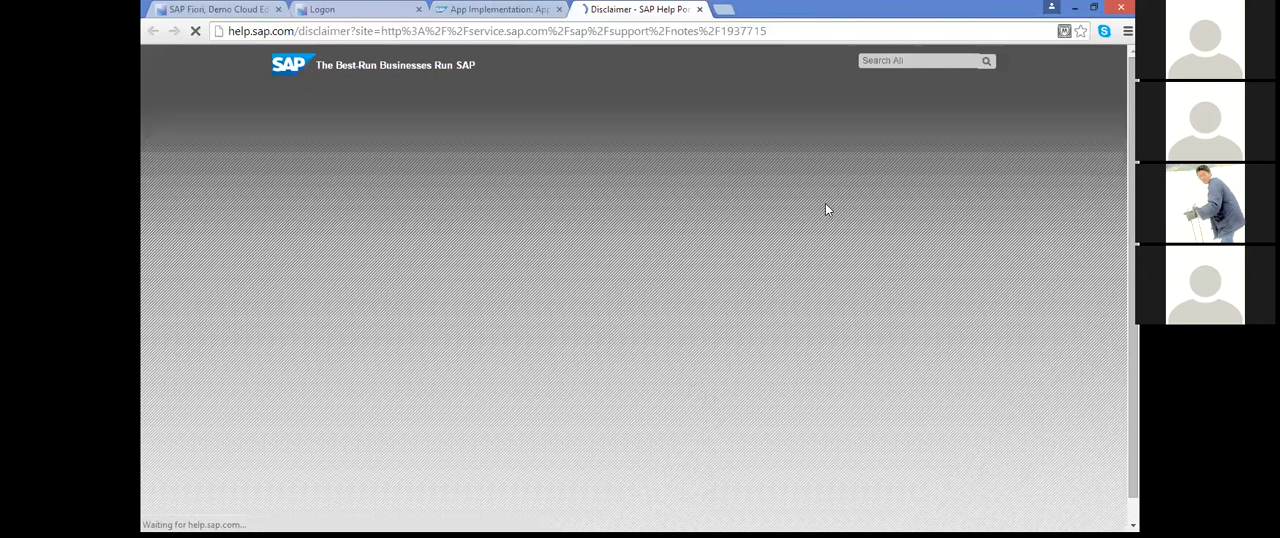 SAP Fiori, Demo Cloud Ed
Logon
App Implementation: App
Disclaimer - SAP Help Po
help.sap.com/disclaimer?site=http%3A%2F%2Fservice.sap.com%2Fsap%2Fsupport%2Fnotes%2F1937715
SAP The Best-Run Businesses Run SAP
Search All
Waiting for help.sap.com...